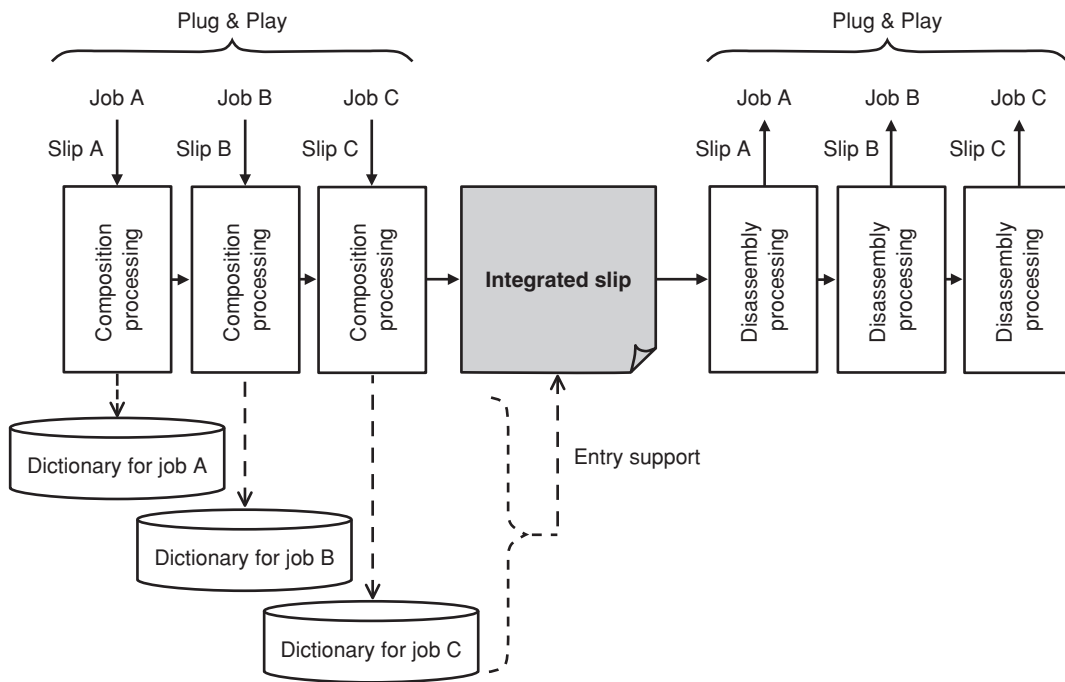 Plug & Play
Plug & Play
Job A
Job B
Job C
Job A
Job B
Job C
Slip A
Slip B
Slip C
Slip A
Slip B
Slip C
Composition
processing
Composition
processing
Composition
processing
Integrated slip
Disassembly
processing
Disassembly
processing
Disassembly
processing
Dictionary for job A
Entry support
Dictionary for job B
Dictionary for job C